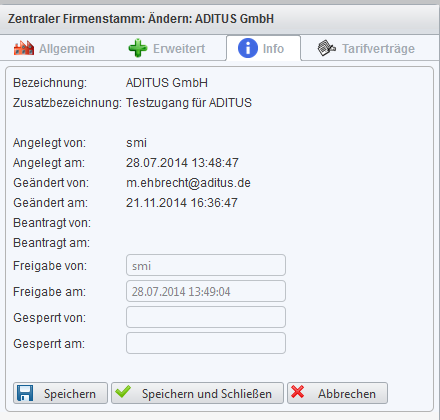 Zentraler Firmenstamm: Ändern: ADITUS GmbH
Allgemein Erweitert Info Tarifverträge
Bezeichnung: ADITUS GmbH
Zusatzbezeichnung: Testzugang für ADITUS
Angelegt von: smi
Angelegt am: 28.07.2014 13:48:47
Geändert von: m.ehbrecht@aditus.de
Geändert am: 21.11.2014 16:36:47
Beantragt von:
Beantragt am:
Freigabe von: smi
Freigabe am: 28.07.2014 13:49:04
Gesperrt von:
Gesperrt am:
Speichern Speichern und Schließen Abbrechen